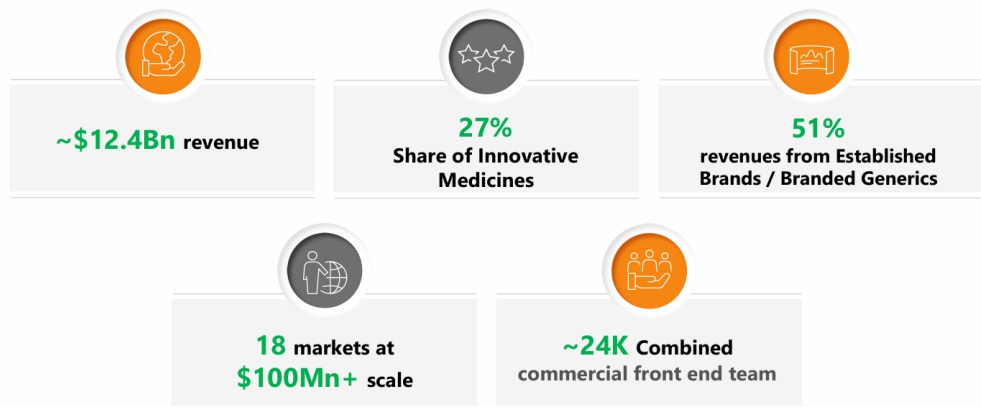 ~$12.4Bn revenue
27%
Share of Innovative
Medicines
51%
revenues from Established
Brands / Branded Generics
18 markets at
$100Mn+ scale
~24K Combined
commercial front end team